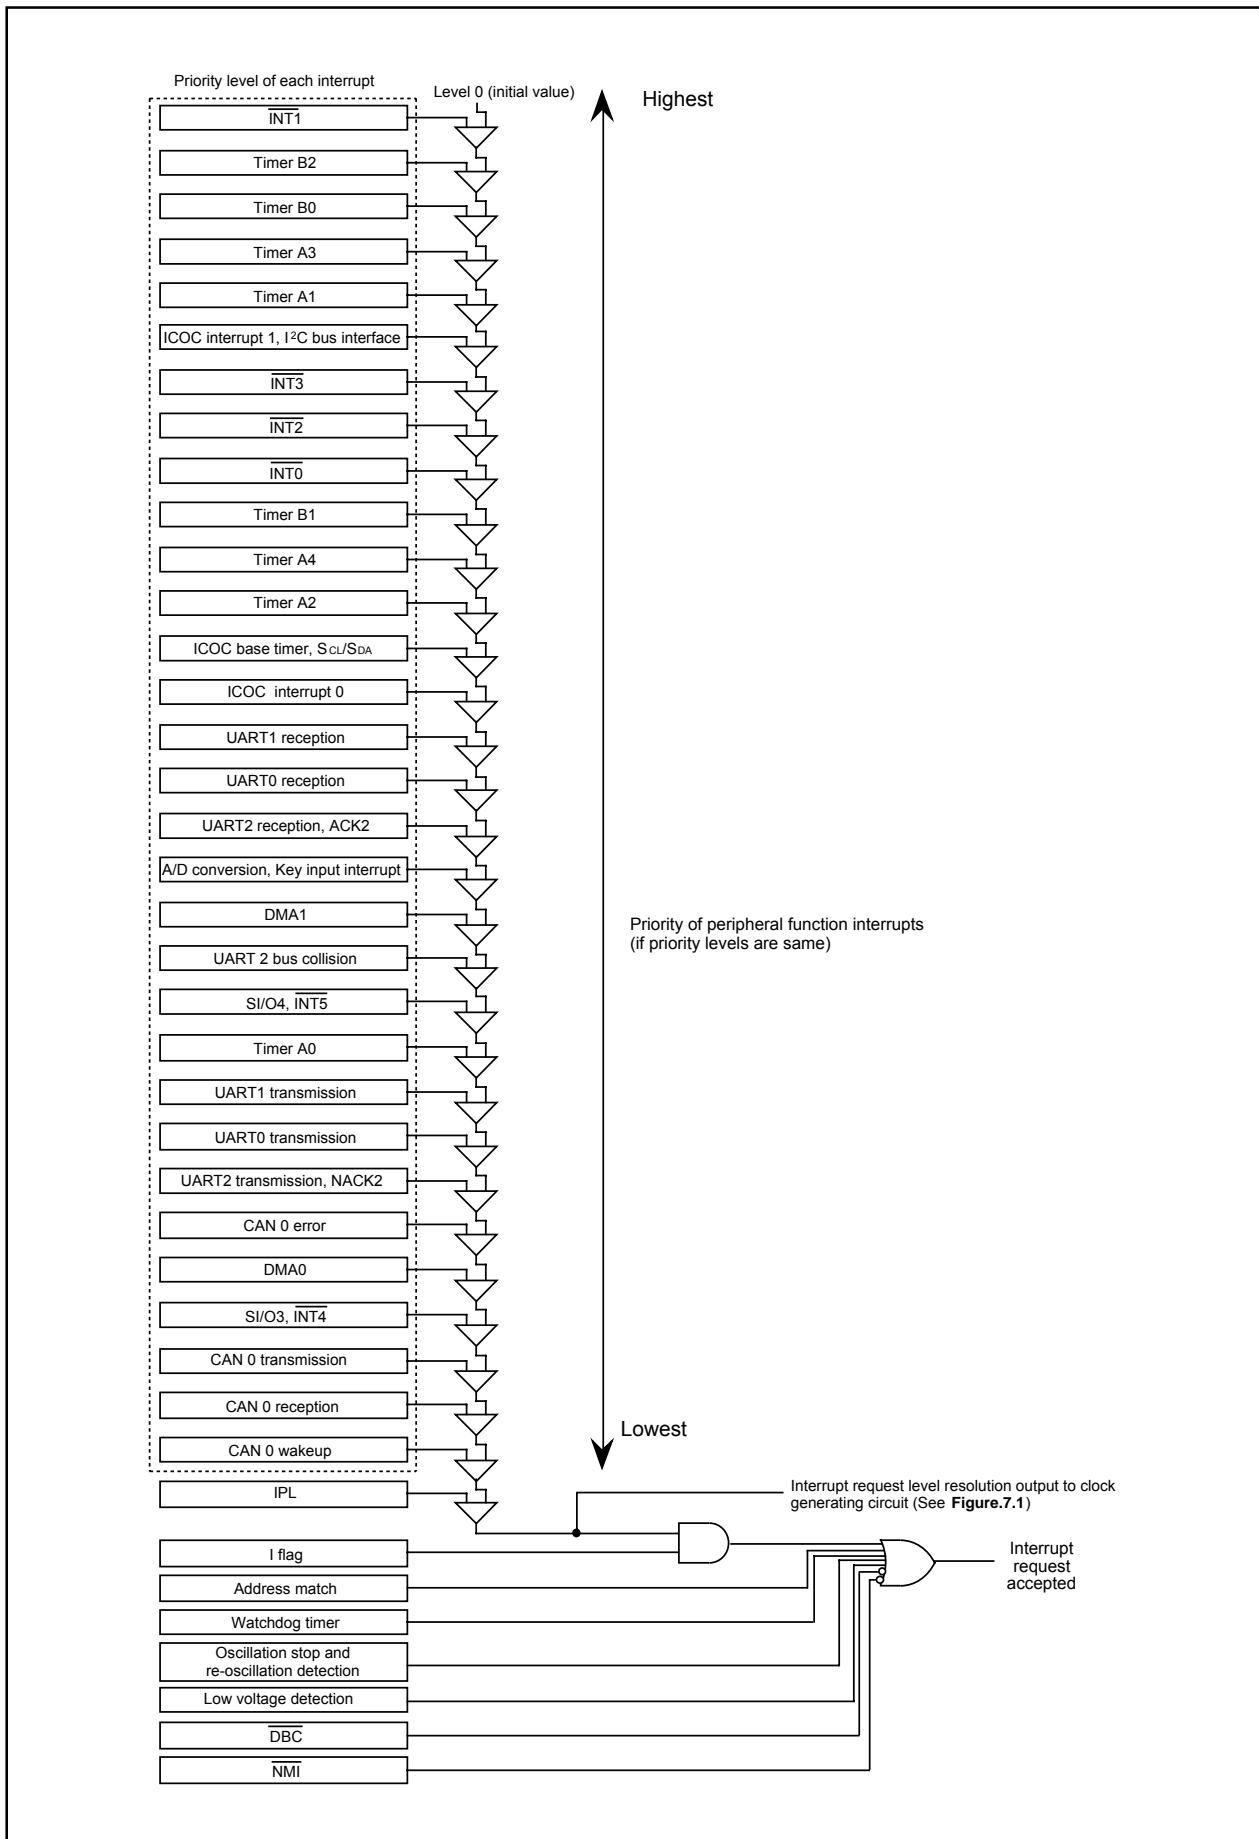 Priority level of each interrupt
Level 0 (initial value)
Highest
INT1
Timer B2
Timer B0
Timer A3
Timer A1
ICOC interrupt 1, I²C bus interface
INT3
INT2
INT0
Timer B1
Timer A4
Timer A2
ICOC base timer, SCL/SDA
ICOC interrupt 0
UART1 reception
UART0 reception
UART2 reception, ACK2
A/D conversion, Key input interrupt
DMA1
Priority of peripheral function interrupts
(if priority levels are same)
UART 2 bus collision
SI/O4, INT5
Timer A0
UART1 transmission
UART0 transmission
UART2 transmission, NACK2
CAN 0 error
DMA0
SI/O3, INT4
CAN 0 transmission
CAN 0 reception
Lowest
CAN 0 wakeup
IPL
Interrupt request level resolution output to clock
generating circuit (See Figure.7.1)
I flag
Interrupt
request
accepted
Address match
Watchdog timer
Oscillation stop and
re-oscillation detection
Low voltage detection
DBC
NMI